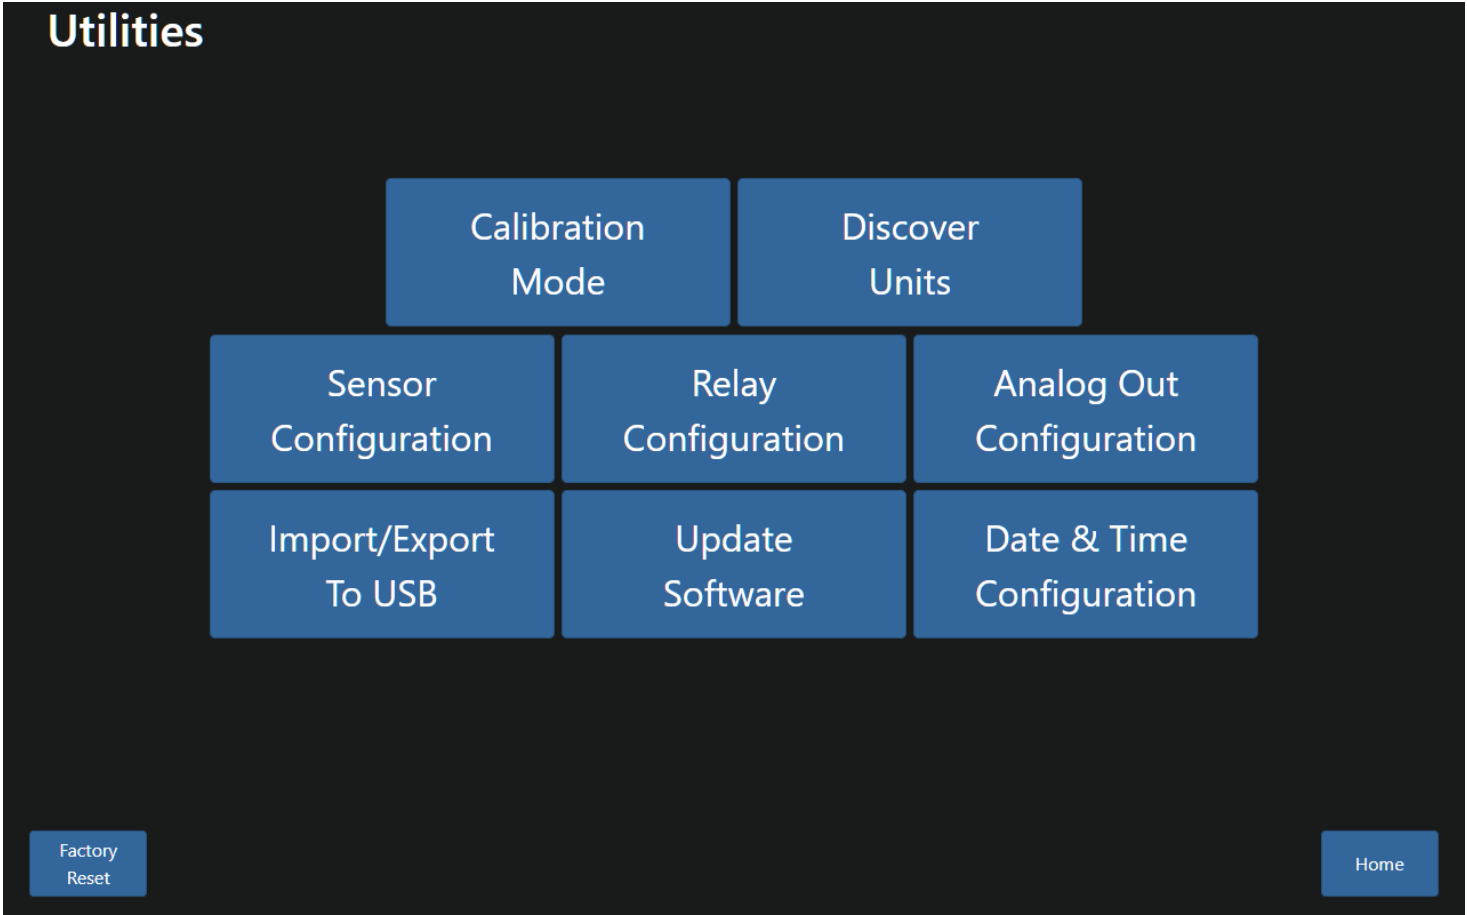 Utilities
Calibration
Mode
Discover
Units
Sensor
Configuration
Relay
Configuration
Analog Out
Configuration
Import/Export
To USB
Update
Software
Date & Time
Configuration
Factory
Reset
Home